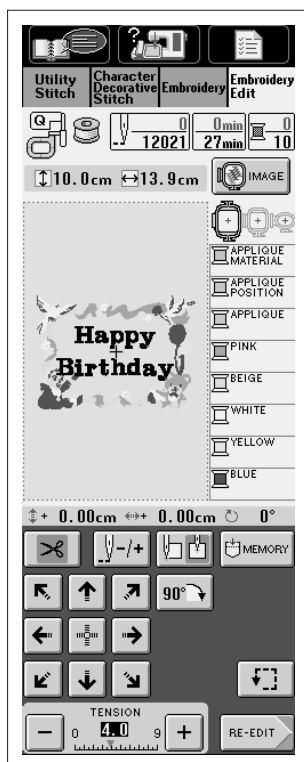 Utility Stitch
Character Decorative Stitch
Embroidery
Embroidery Edit
Q
0
12021
0min
27min
0
10
10.0cm
13.9cm
IMAGE
APPLIQUE MATERIAL
APPLIQUE POSITION
APPLIQUE
PINK
BEIGE
WHITE
YELLOW
BLUE
Happy
Birthday
+ 0.00cm
+ 0.00cm
0°
-/+
MEMORY
90°
TENSION
-
0
4.0
9
+
RE-EDIT